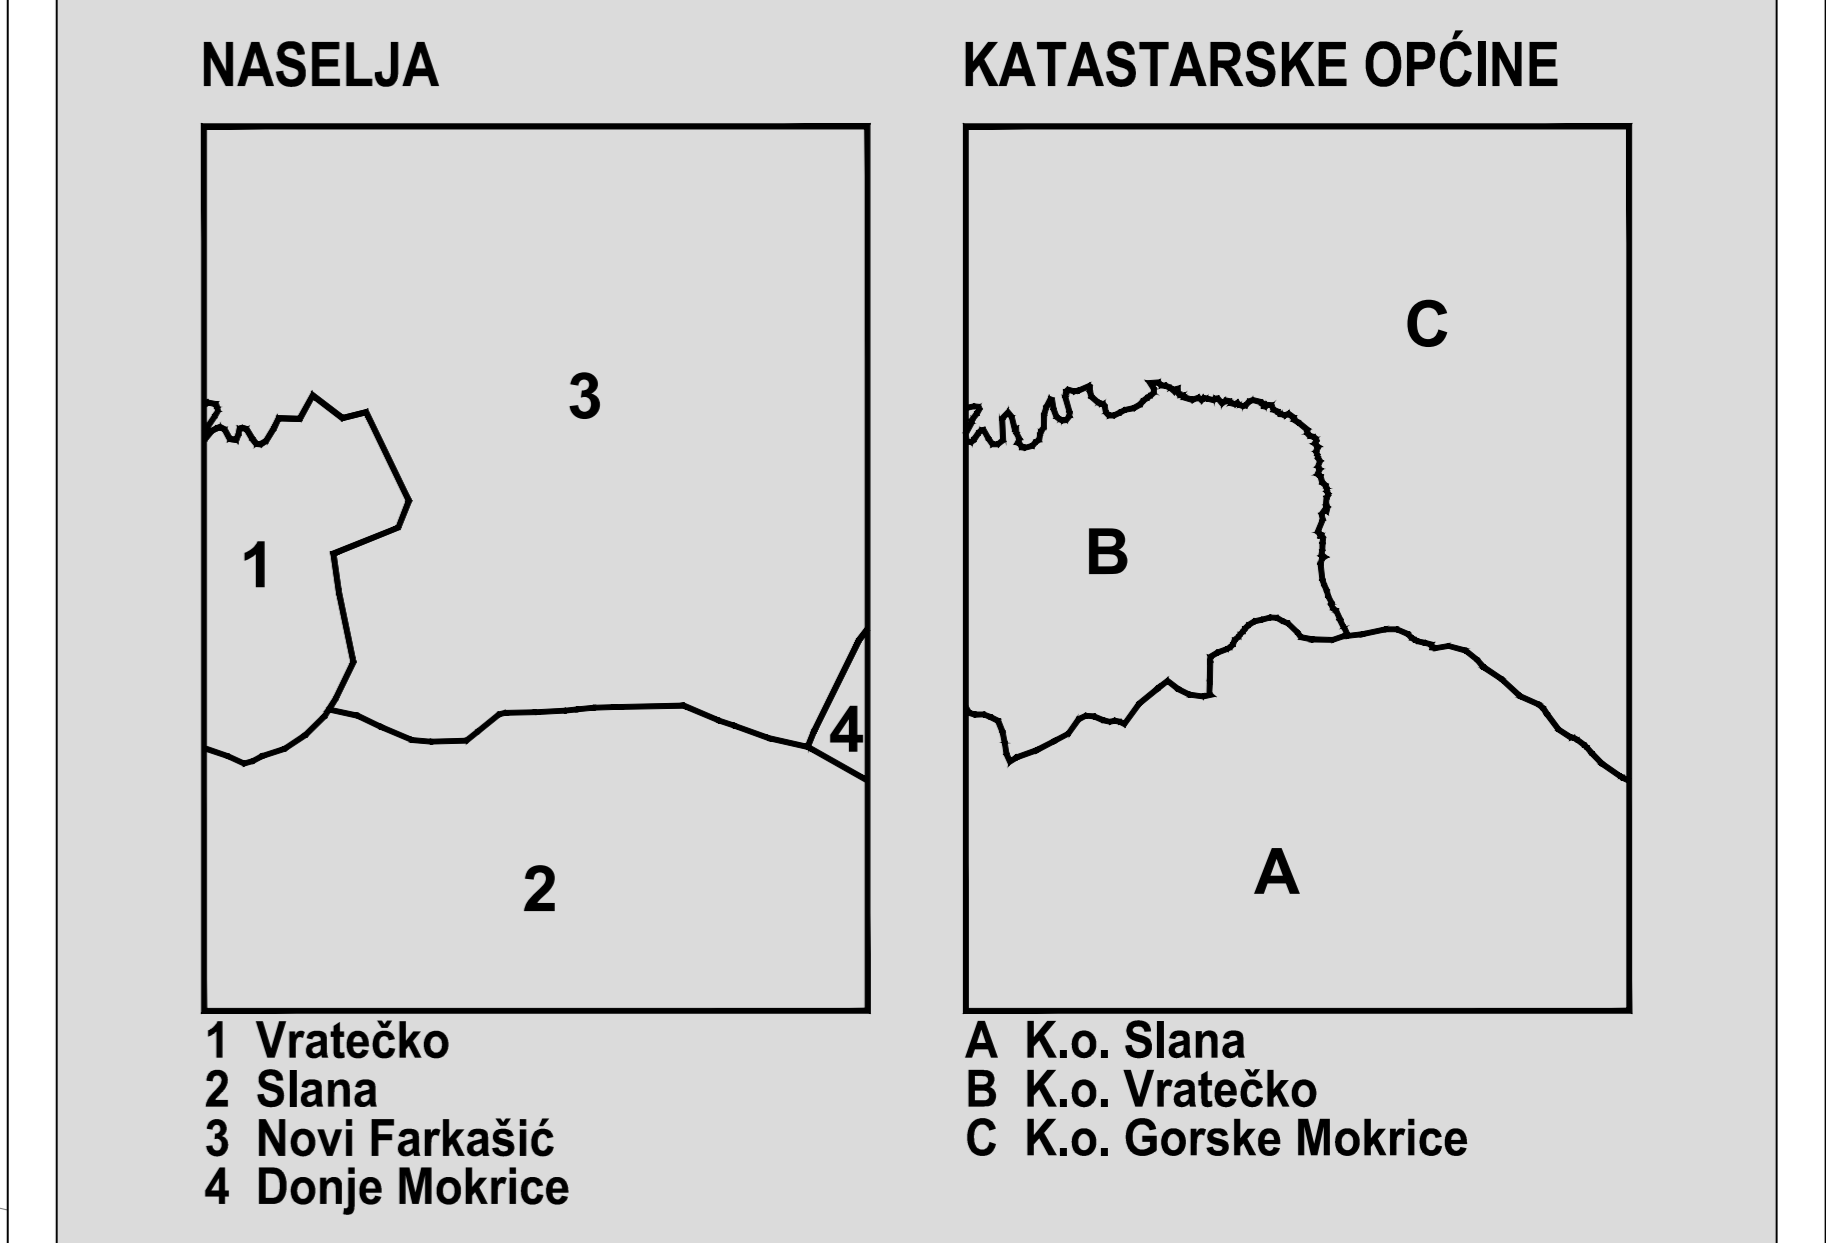 NASELJA
3
1
4
2
1 Vratečko
2 Slana
3 Novi Farkašić
4 Donje Mokrice
KATASTARSKE OPĆINE
C
B
A
A K.o. Slana
B K.o. Vratečko
C K.o. Gorske Mokrice